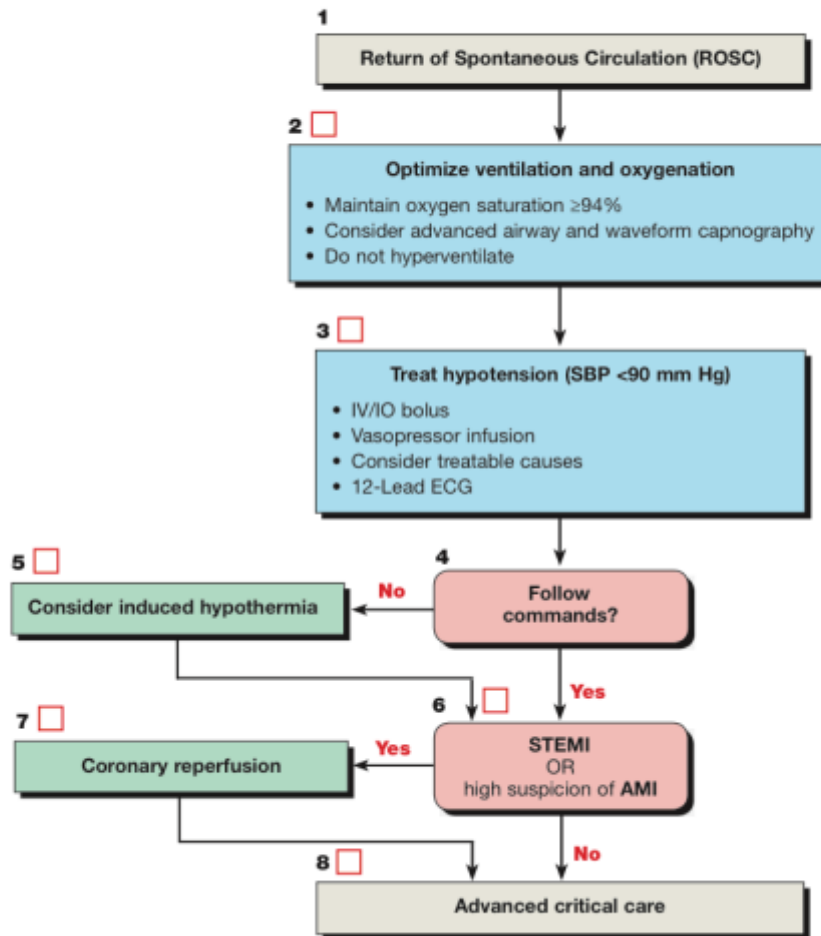 1
Return of Spontaneous Circulation (ROSC)
2
Optimize ventilation and oxygenation
• Maintain oxygen saturation ≥94%
• Consider advanced airway and waveform capnography
• Do not hyperventilate
3
Treat hypotension (SBP <90 mm Hg)
• IV/IO bolus
• Vasopressor infusion
• Consider treatable causes
• 12-Lead ECG
4
Follow
commands?
No
5
Consider induced hypothermia
Yes
6
STEMI
OR
high suspicion of AMI
Yes
7
Coronary reperfusion
No
8
Advanced critical care